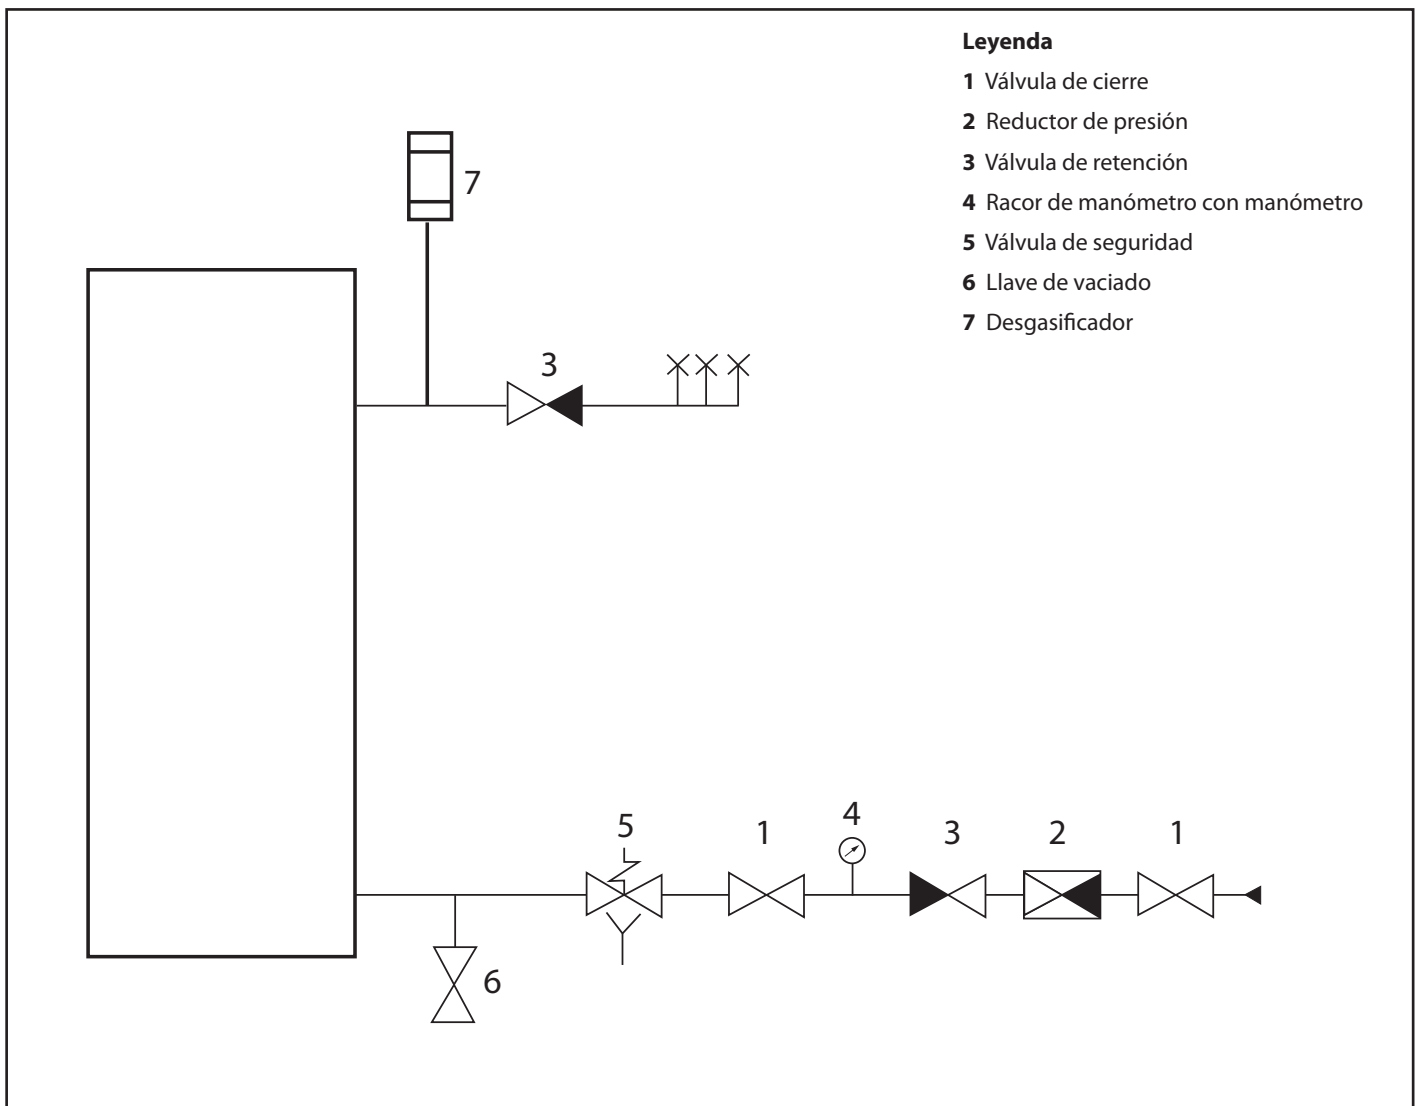 Leyenda
1 Válvula de cierre
2 Reductor de presión
3 Válvula de retención
4 Racor de manómetro con manómetro
5 Válvula de seguridad
6 Llave de vaciado
7 Desgasificador
7
3
5
1
4
3
2
1
6